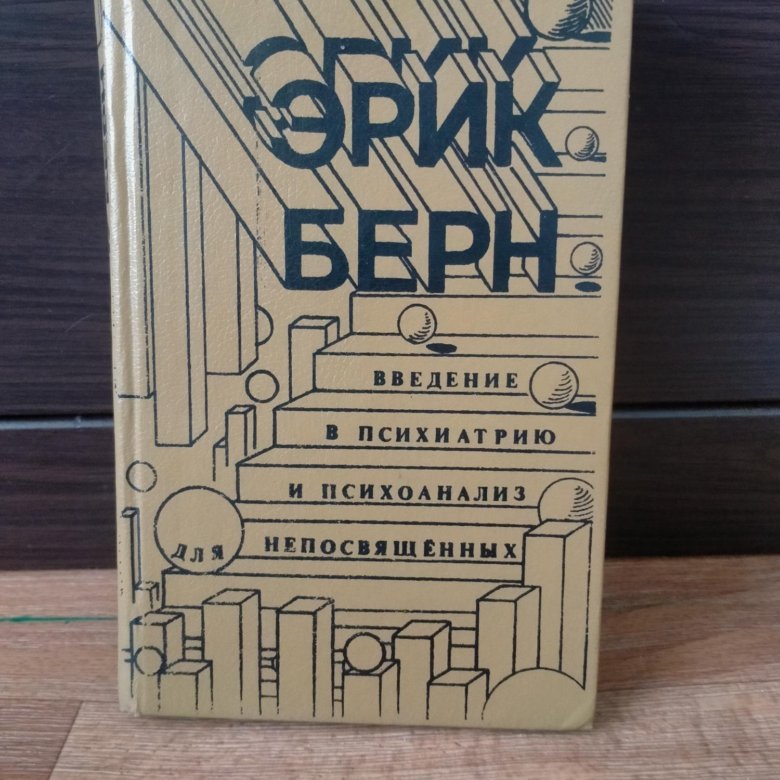 ЭРИК
БЕРН
ВВЕДЕНИЕ
В ПСИХИАТРИЮ
И ПСИХОАНАЛИЗ
ДЛЯ НЕПОСВЯЩЁННЫХ